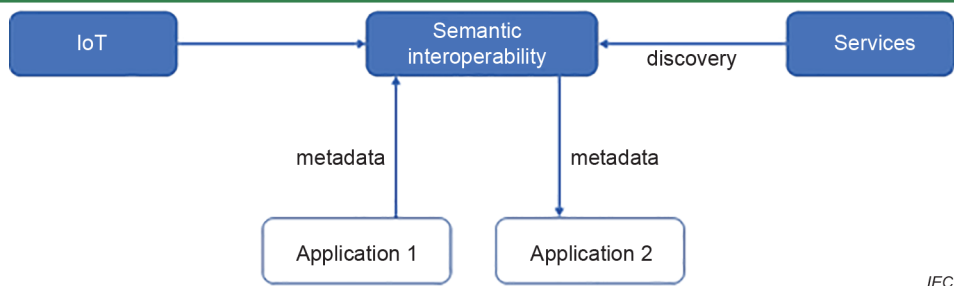 IoT
Semantic
interoperability
Services
discovery
metadata
metadata
Application 1
Application 2
IEC